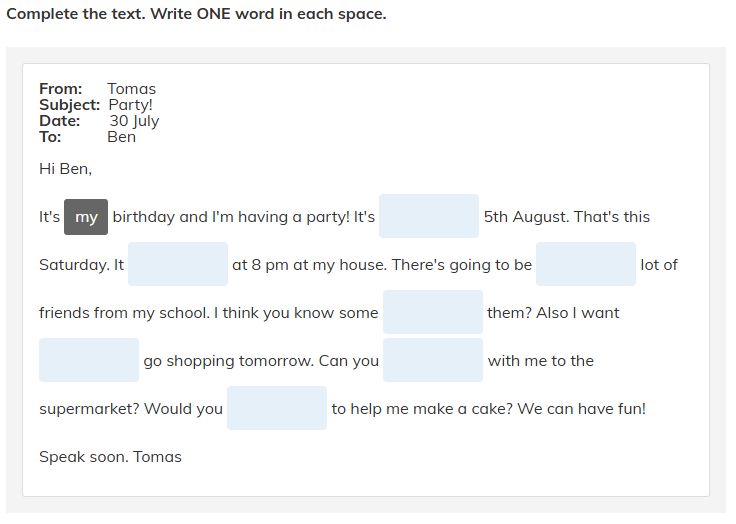 Complete the text. Write ONE word in each space.
From: Tomas
Subject: Party!
Date: 30 July
To: Ben
Hi Ben,
It's my birthday and I'm having a party! It's 5th August. That's this
Saturday. It at 8 pm at my house. There's going to be lot of
friends from my school. I think you know some them? Also I want
go shopping tomorrow. Can you with me to the
supermarket? Would you to help me make a cake? We can have fun!
Speak soon. Tomas